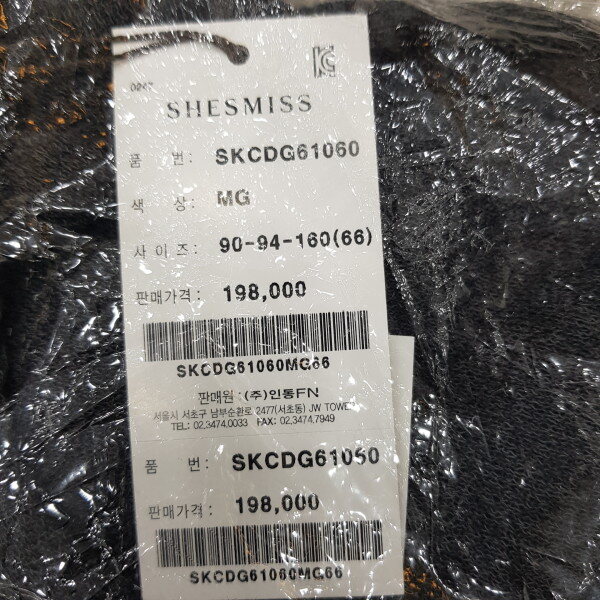 0047
SHESMISS
품 번: SKCDG61060
색 상: MG
사 이 즈: 90-94-160(66)
판매가격: 198,000
SKCDG61060MG66
판매원: (주)인동FN
서울시 서초구 남부순환로 2477(서초동) JW TOWER
TEL: 02.3474.0033 FAX: 02.3474.7949
품 번: SKCDG61060
판매가격: 198,000
SKCDG61060MG66